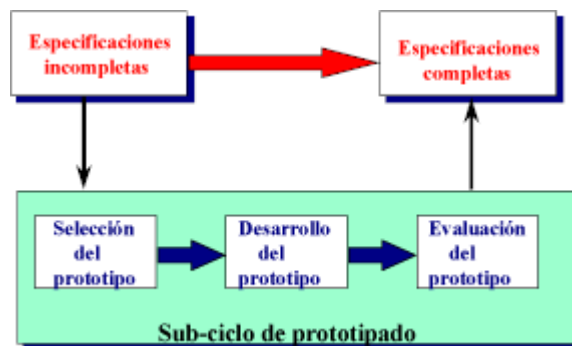 Especificaciones
incompletas
Especificaciones
completas
Selección
del
prototipo
Desarrollo
del
prototipo
Evaluación
del
prototipo
Sub-ciclo de prototipado